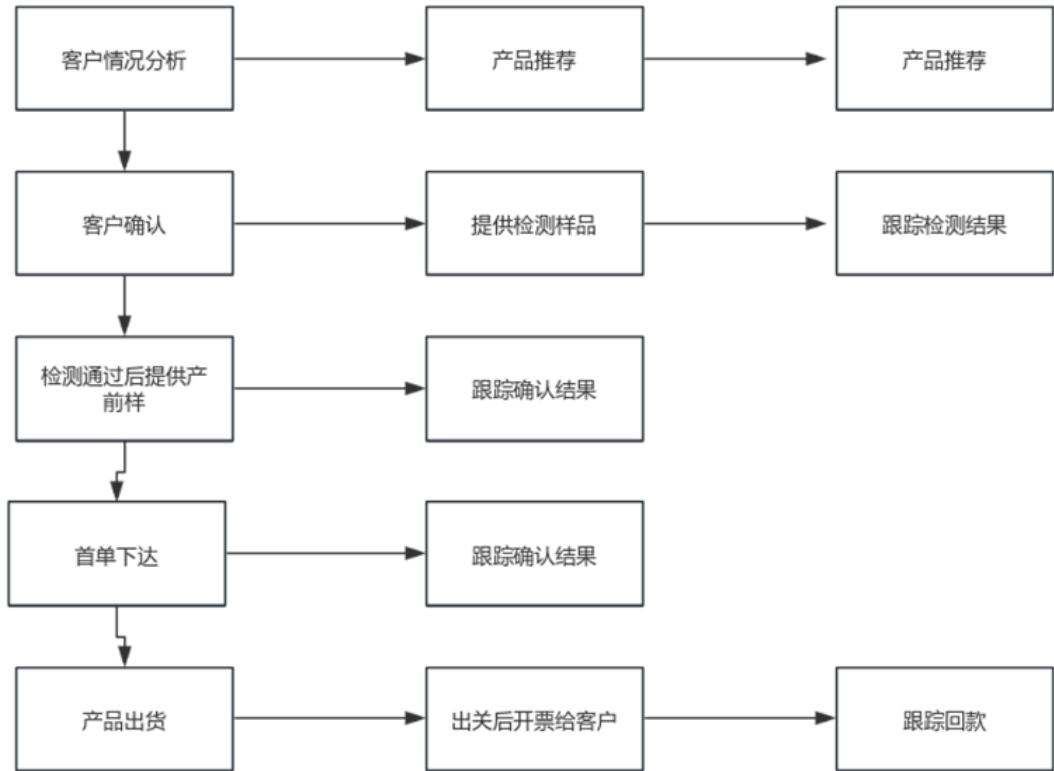 客户情况分析
产品推荐
产品推荐
客户确认
提供检测样品
跟踪检测结果
检测通过后提供产
前样
跟踪确认结果
首单下达
跟踪确认结果
产品出货
出关后开票给客户
跟踪回款